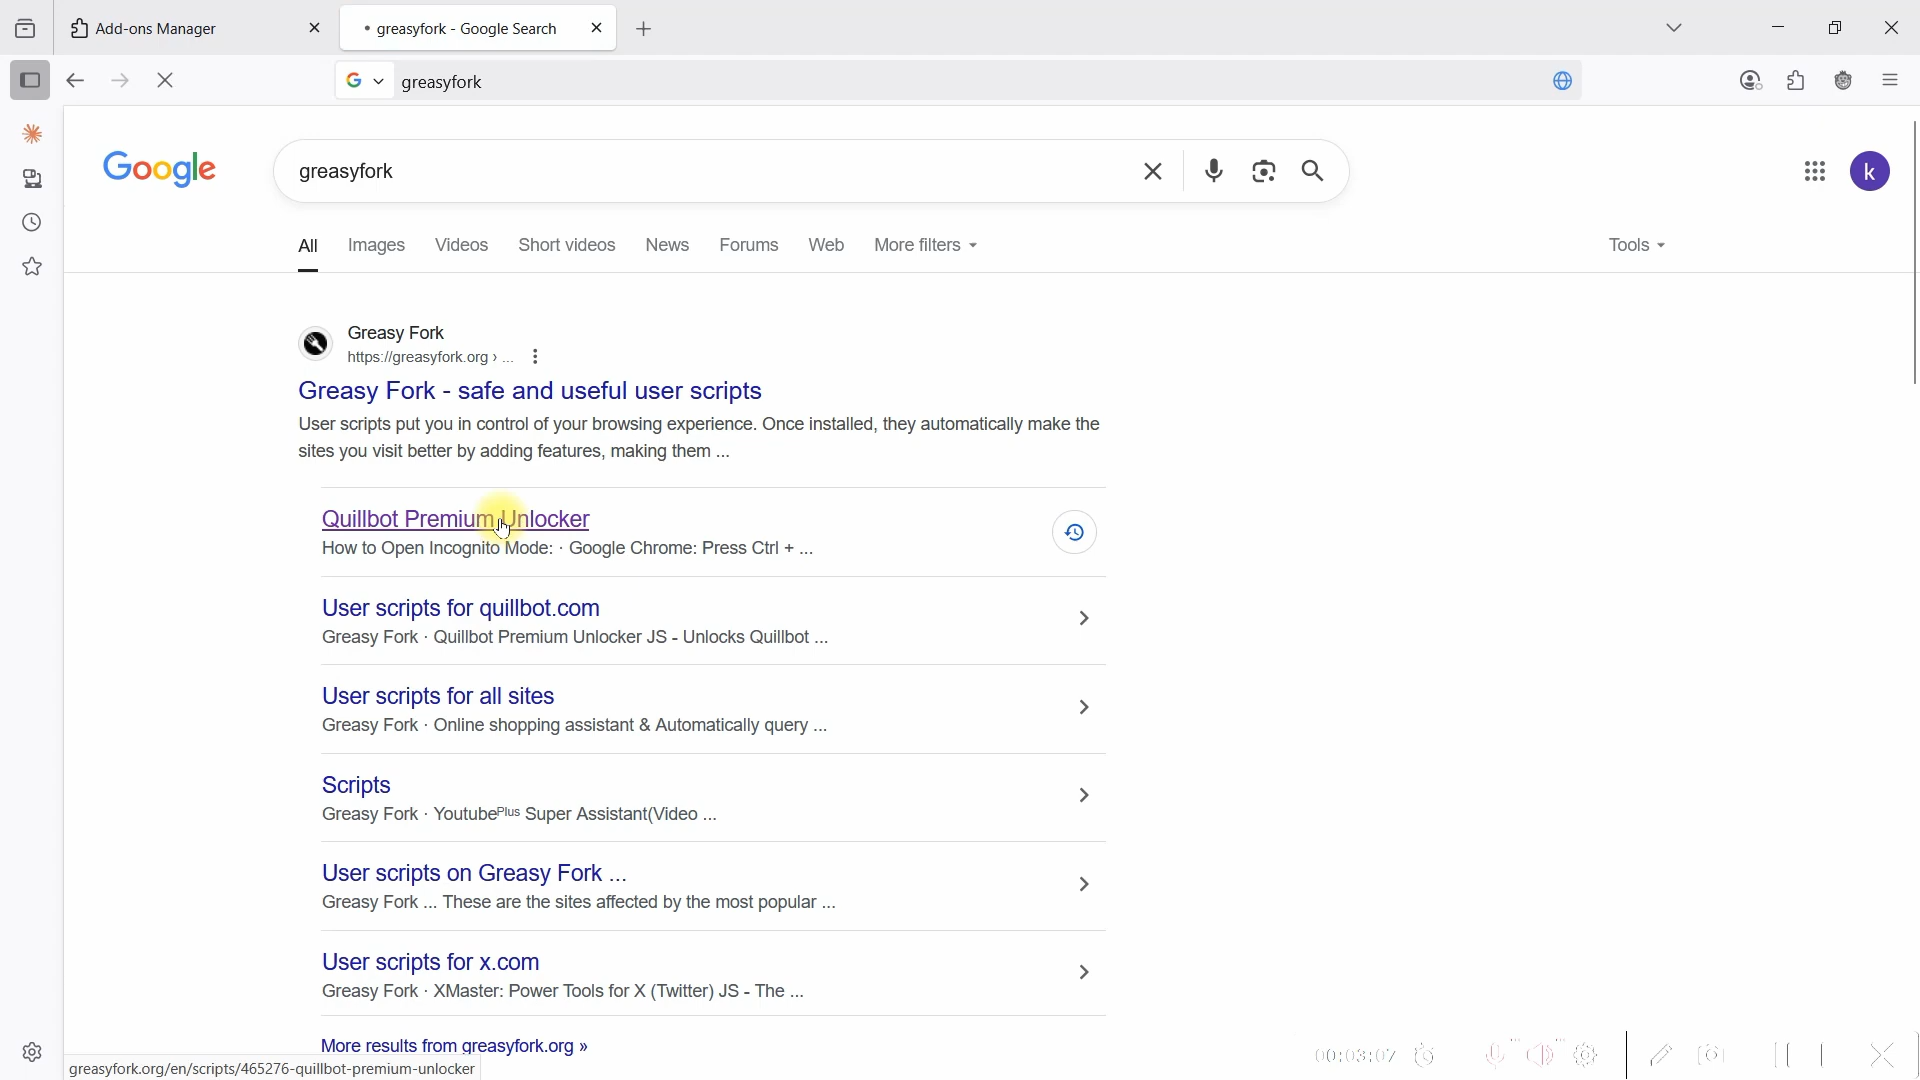 Add-ons Manager
greasyfork - Google Search
greasyfork
Google
greasyfork
k
All Images Videos Short videos News Forums Web More filters Tools
Greasy Fork
https://greasyfork.org › ...
Greasy Fork - safe and useful user scripts
User scripts put you in control of your browsing experience. Once installed, they automatically make the
sites you visit better by adding features, making them ...
Quillbot Premium Unlocker
How to Open Incognito Mode: · Google Chrome: Press Ctrl + ...
User scripts for quillbot.com
Greasy Fork · Quillbot Premium Unlocker JS - Unlocks Quillbot ...
User scripts for all sites
Greasy Fork · Online shopping assistant & Automatically query ...
Scripts
Greasy Fork · Youtubeᴾˡᵘˢ Super Assistant(Video ...
User scripts on Greasy Fork ...
Greasy Fork ... These are the sites affected by the most popular ...
User scripts for x.com
Greasy Fork · XMaster: Power Tools for X (Twitter) JS - The ...
More results from greasyfork.org »
greasyfork.org/en/scripts/465276-quillbot-premium-unlocker
00:03:07